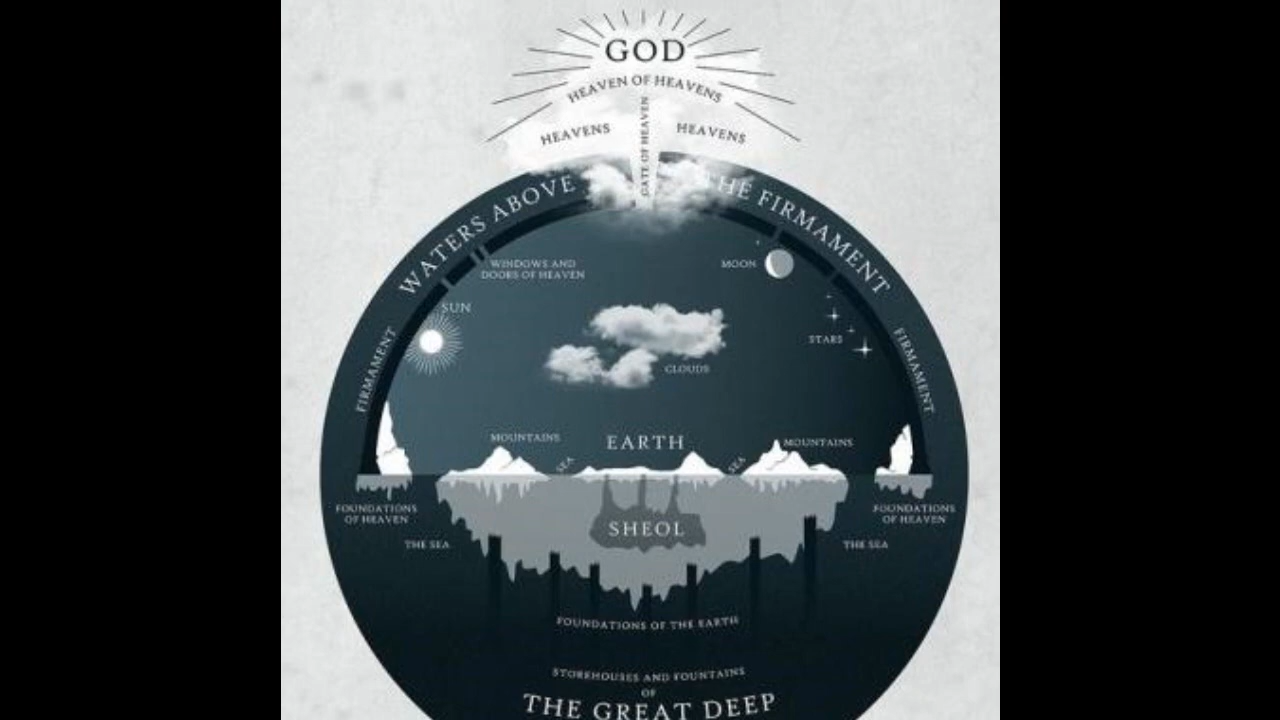 GOD
HEAVEN OF HEAVENS
HEAVENS
GATE OF HEAVEN
HEAVENS
WATERS ABOVE
THE FIRMAMENT
WINDOWS AND
DOORS OF HEAVEN
MOON
SUN
STARS
FIRMAMENT
FIRMAMENT
CLOUDS
MOUNTAINS
EARTH
MOUNTAINS
SEA
SEA
FOUNDATIONS
OF HEAVEN
SHEOL
FOUNDATIONS
OF HEAVEN
THE SEA
THE SEA
FOUNDATIONS OF THE EARTH
STOREHOUSES AND FOUNTAINS
OF
THE GREAT DEEP